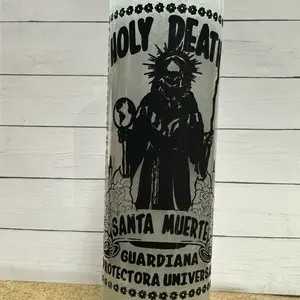 HOLY DEATH
SANTA MUERTE
GUARDIANA
PROTECTORA UNIVERSAL